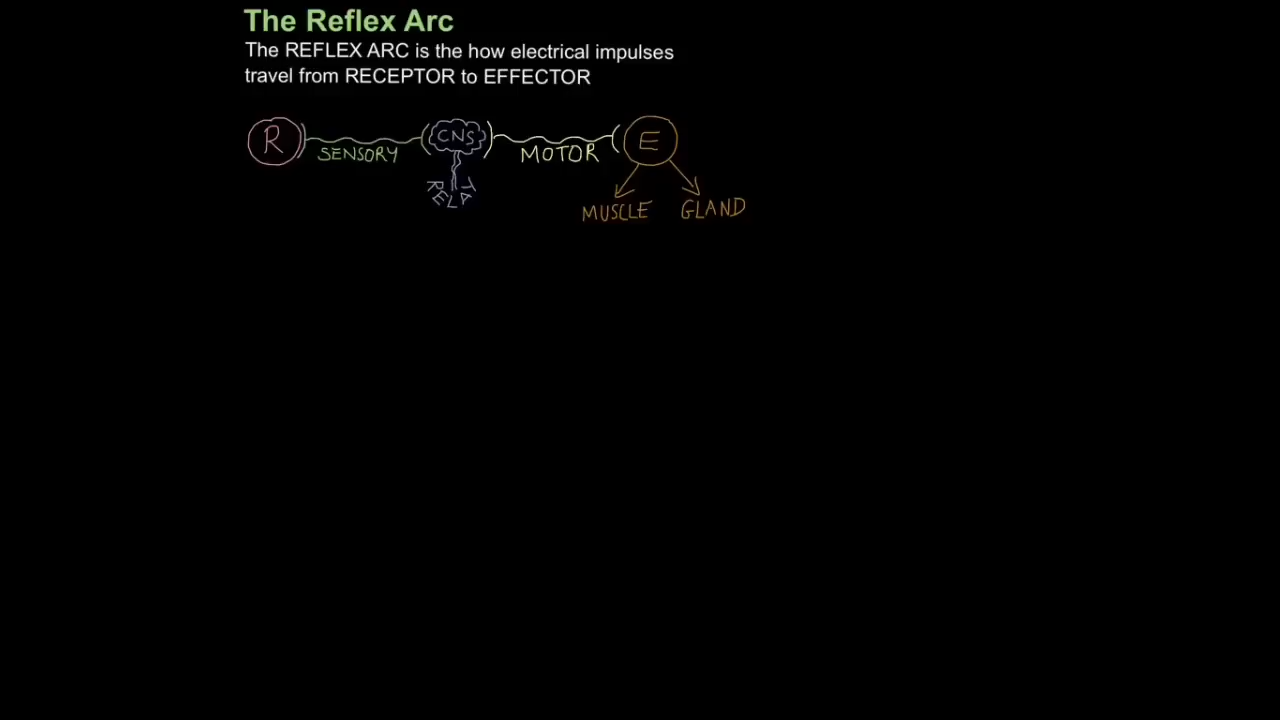 The Reflex Arc
The REFLEX ARC is the how electrical impulses
travel from RECEPTOR to EFFECTOR
R SENSORY CNS MOTOR E
RELA
MUSCLE GLAND